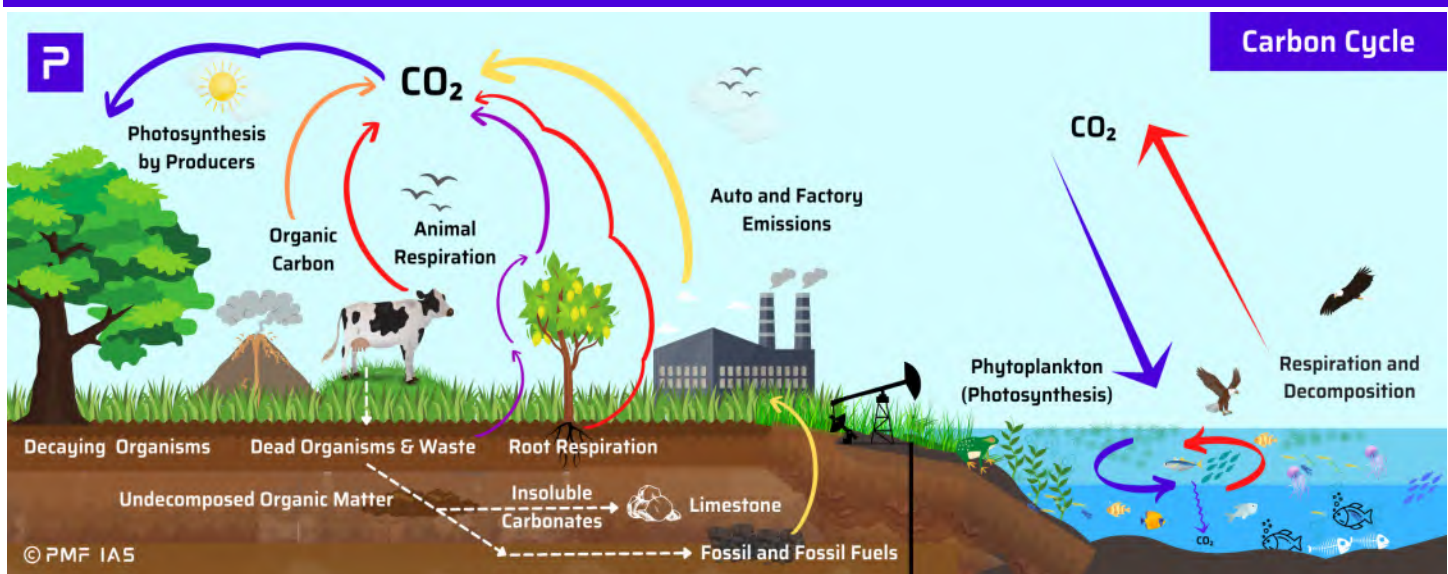 P
Carbon Cycle
CO₂
CO₂
Photosynthesis
by Producers
Organic
Carbon
Animal
Respiration
Auto and Factory
Emissions
Phytoplankton
(Photosynthesis)
Respiration and
Decomposition
Decaying Organisms
Dead Organisms & Waste
Root Respiration
Undecomposed Organic Matter
Insoluble
Carbonates
Limestone
Fossil and Fossil Fuels
CO₂
© PMF IAS